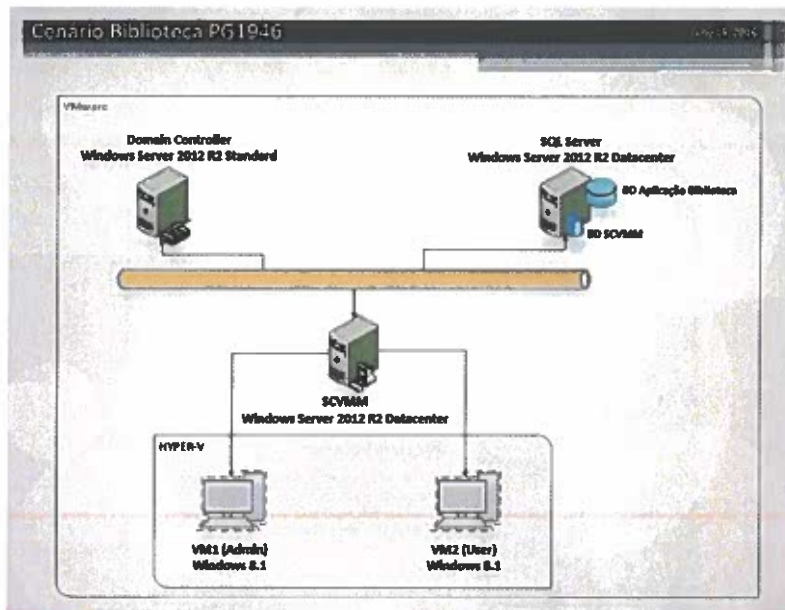 Cenário Biblioteca PG1946
VMware
Domain Controller
Windows Server 2012 R2 Standard
SQL Server
Windows Server 2012 R2 Datacenter
BD Aplicação Biblioteca
BD SCVMM
SCVMM
Windows Server 2012 R2 Datacenter
HYPER-V
VM1 (Admin)
Windows 8.1
VM2 (User)
Windows 8.1